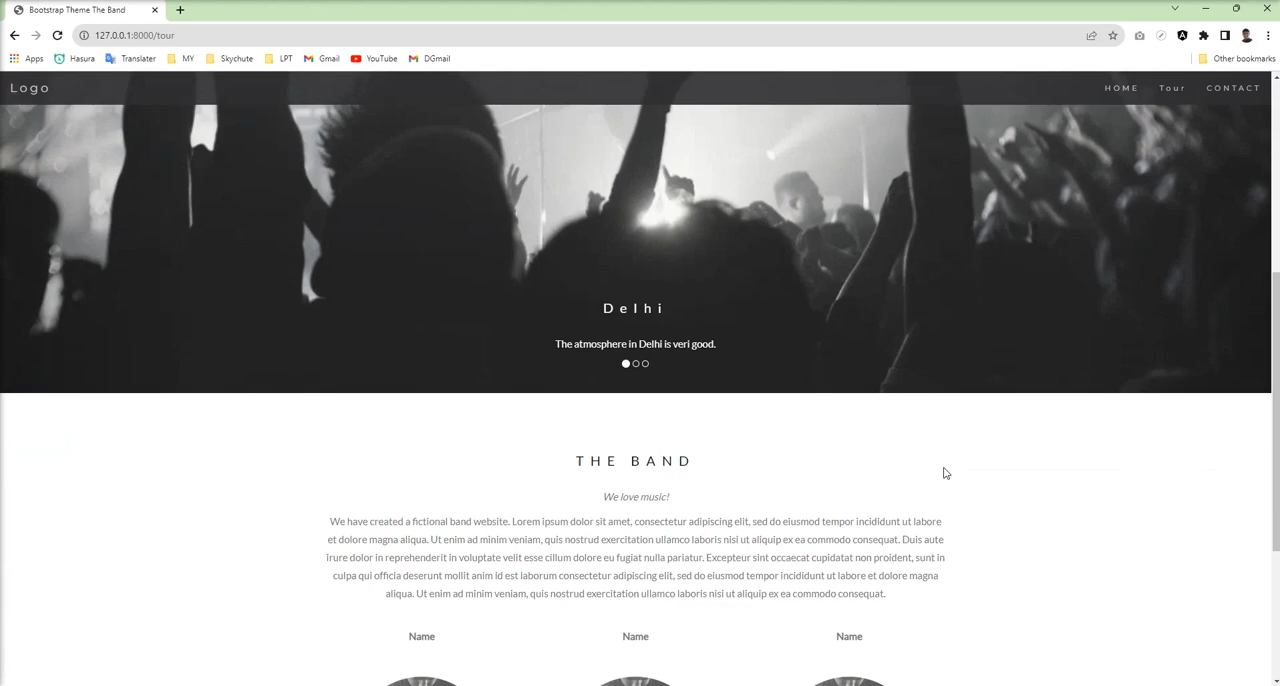 Bootstrap Theme The Band
127.0.0.1:8000/tour
Apps Hasura Translater MY Skychute LPT Gmail YouTube DGmail Other bookmarks
Logo HOME Tour CONTACT
Delhi
The atmosphere in Delhi is veri good.
THE BAND
We love music!
We have created a fictional band website. Lorem ipsum dolor sit amet, consectetur adipiscing elit, sed do eiusmod tempor incididunt ut labore
et dolore magna aliqua. Ut enim ad minim veniam, quis nostrud exercitation ullamco laboris nisi ut aliquip ex ea commodo consequat. Duis aute
irure dolor in reprehenderit in voluptate velit esse cillum dolore eu fugiat nulla pariatur. Excepteur sint occaecat cupidatat non proident, sunt in
culpa qui officia deserunt mollit anim id est laborum consectetur adipiscing elit, sed do eiusmod tempor incididunt ut labore et dolore magna
aliqua. Ut enim ad minim veniam, quis nostrud exercitation ullamco laboris nisi ut aliquip ex ea commodo consequat.
Name Name Name